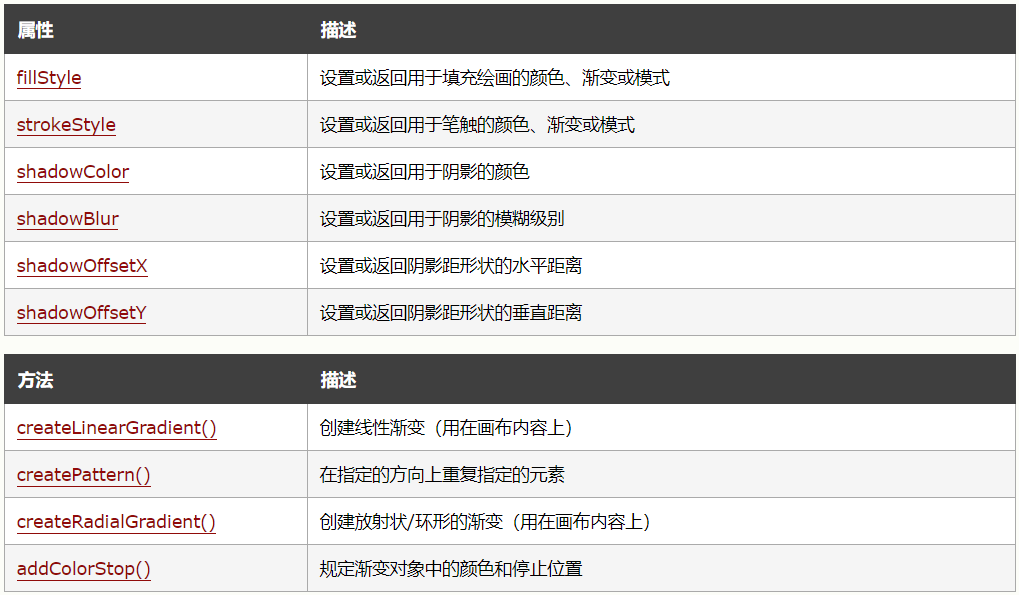 属性 描述
fillStyle 设置或返回用于填充绘画的颜色、渐变或模式
strokeStyle 设置或返回用于笔触的颜色、渐变或模式
shadowColor 设置或返回用于阴影的颜色
shadowBlur 设置或返回用于阴影的模糊级别
shadowOffsetX 设置或返回阴影距形状的水平距离
shadowOffsetY 设置或返回阴影距形状的垂直距离
方法 描述
createLinearGradient() 创建线性渐变（用在画布内容上）
createPattern() 在指定的方向上重复指定的元素
createRadialGradient() 创建放射状/环形的渐变（用在画布内容上）
addColorStop() 规定渐变对象中的颜色和停止位置